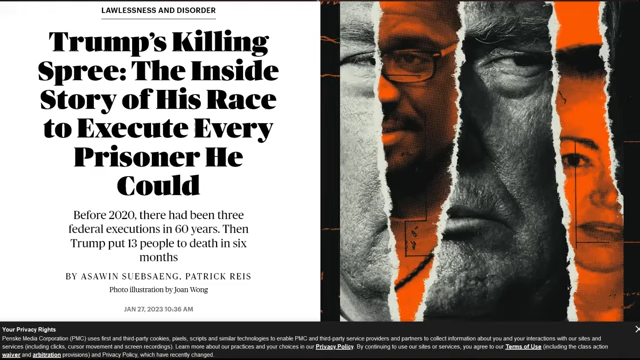 LAWLESSNESS AND DISORDER
Trump's Killing
Spree: The Inside
Story of His Race
to Execute Every
Prisoner He
Could
Before 2020, there had been three
federal executions in 60 years. Then
Trump put 13 people to death in six
months
BY ASAWIN SUEBSAENG, PATRICK REIS
Photo illustration by Joan Wong
JAN 27, 2023 10:36 AM
Your Privacy Rights
Penske Media Corporation (PMC) uses first and third-party cookies, pixels, scripts and similar technologies to enable PMC and third-party service providers and partners to collect information about you and your interactions with our sites and
services (including clicks, cursor movement and screen recordings). Learn more about our practices and your choices in our Privacy Policy. By continuing to use our sites or services, you agree to our Terms of Use (including the class action
waiver and arbitration provisions) and Privacy Policy, which have recently changed.